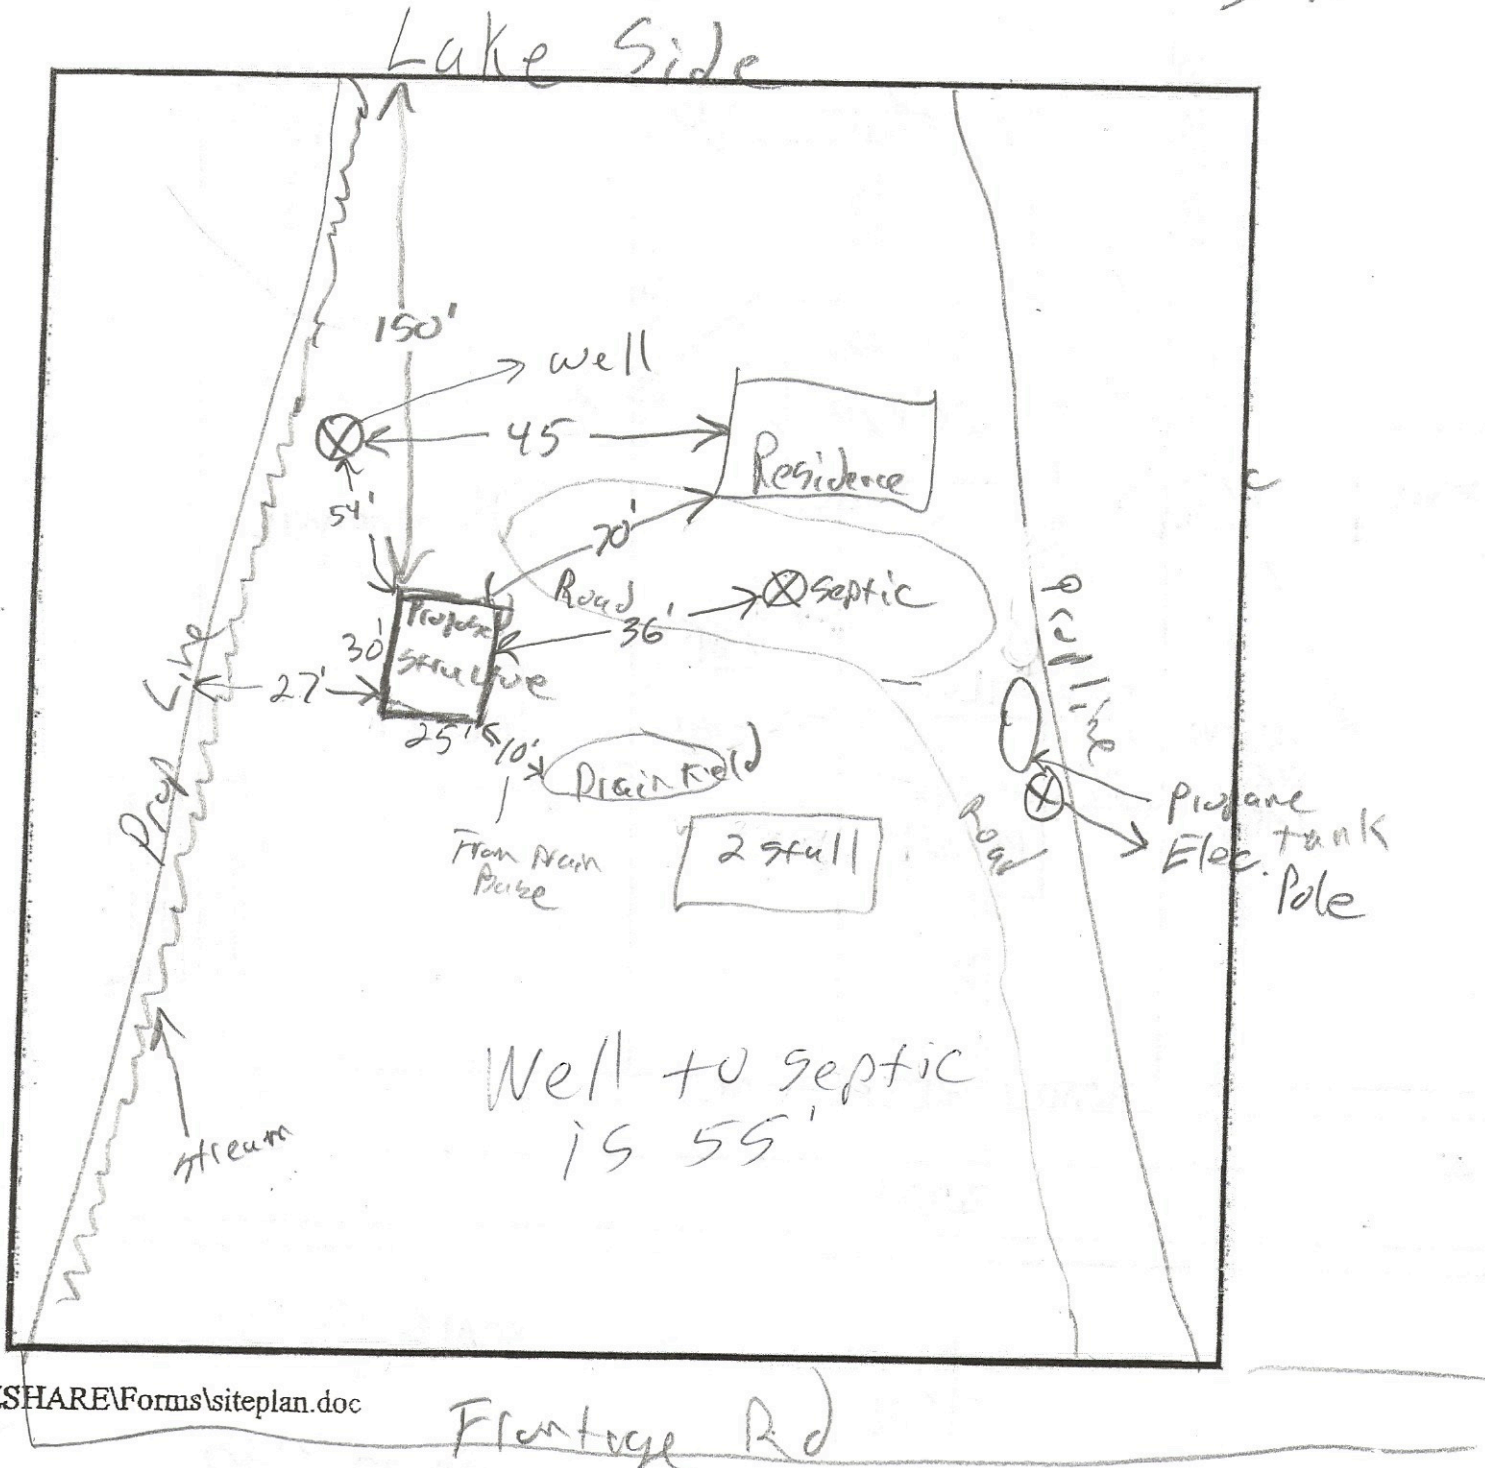 Lake Side
150'
well
45
Residence
54'
70'
Road
Septic
36'
Proposed
Structure
30'
27'
25'
10'
Prop Line
Drain Field
From Drain
2 stall
Road
Propane
tank
Elec.
Pole
Well to septic
is 55'
stream
SHARE\Forms\siteplan.doc
Frontage Rd